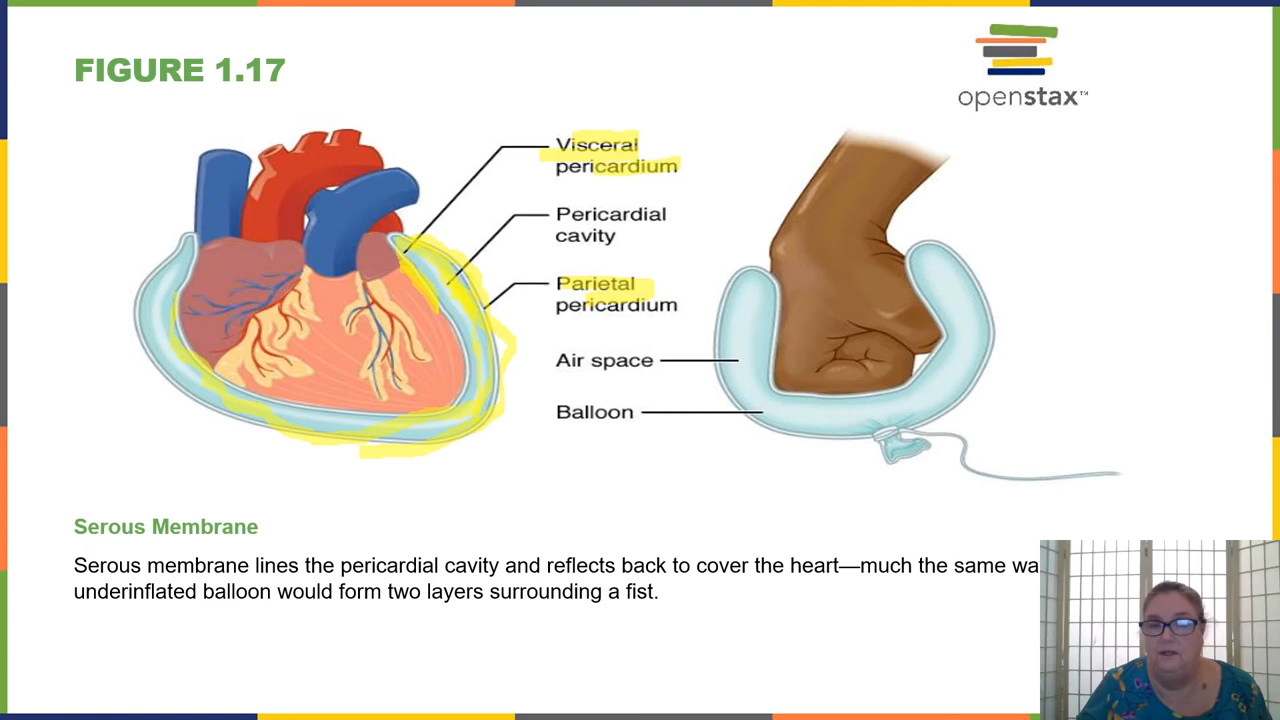 FIGURE 1.17
openstax™
Visceral
pericardium
Pericardial
cavity
Parietal
pericardium
Air space
Balloon
Serous Membrane
Serous membrane lines the pericardial cavity and reflects back to cover the heart—much the same wa
underinflated balloon would form two layers surrounding a fist.